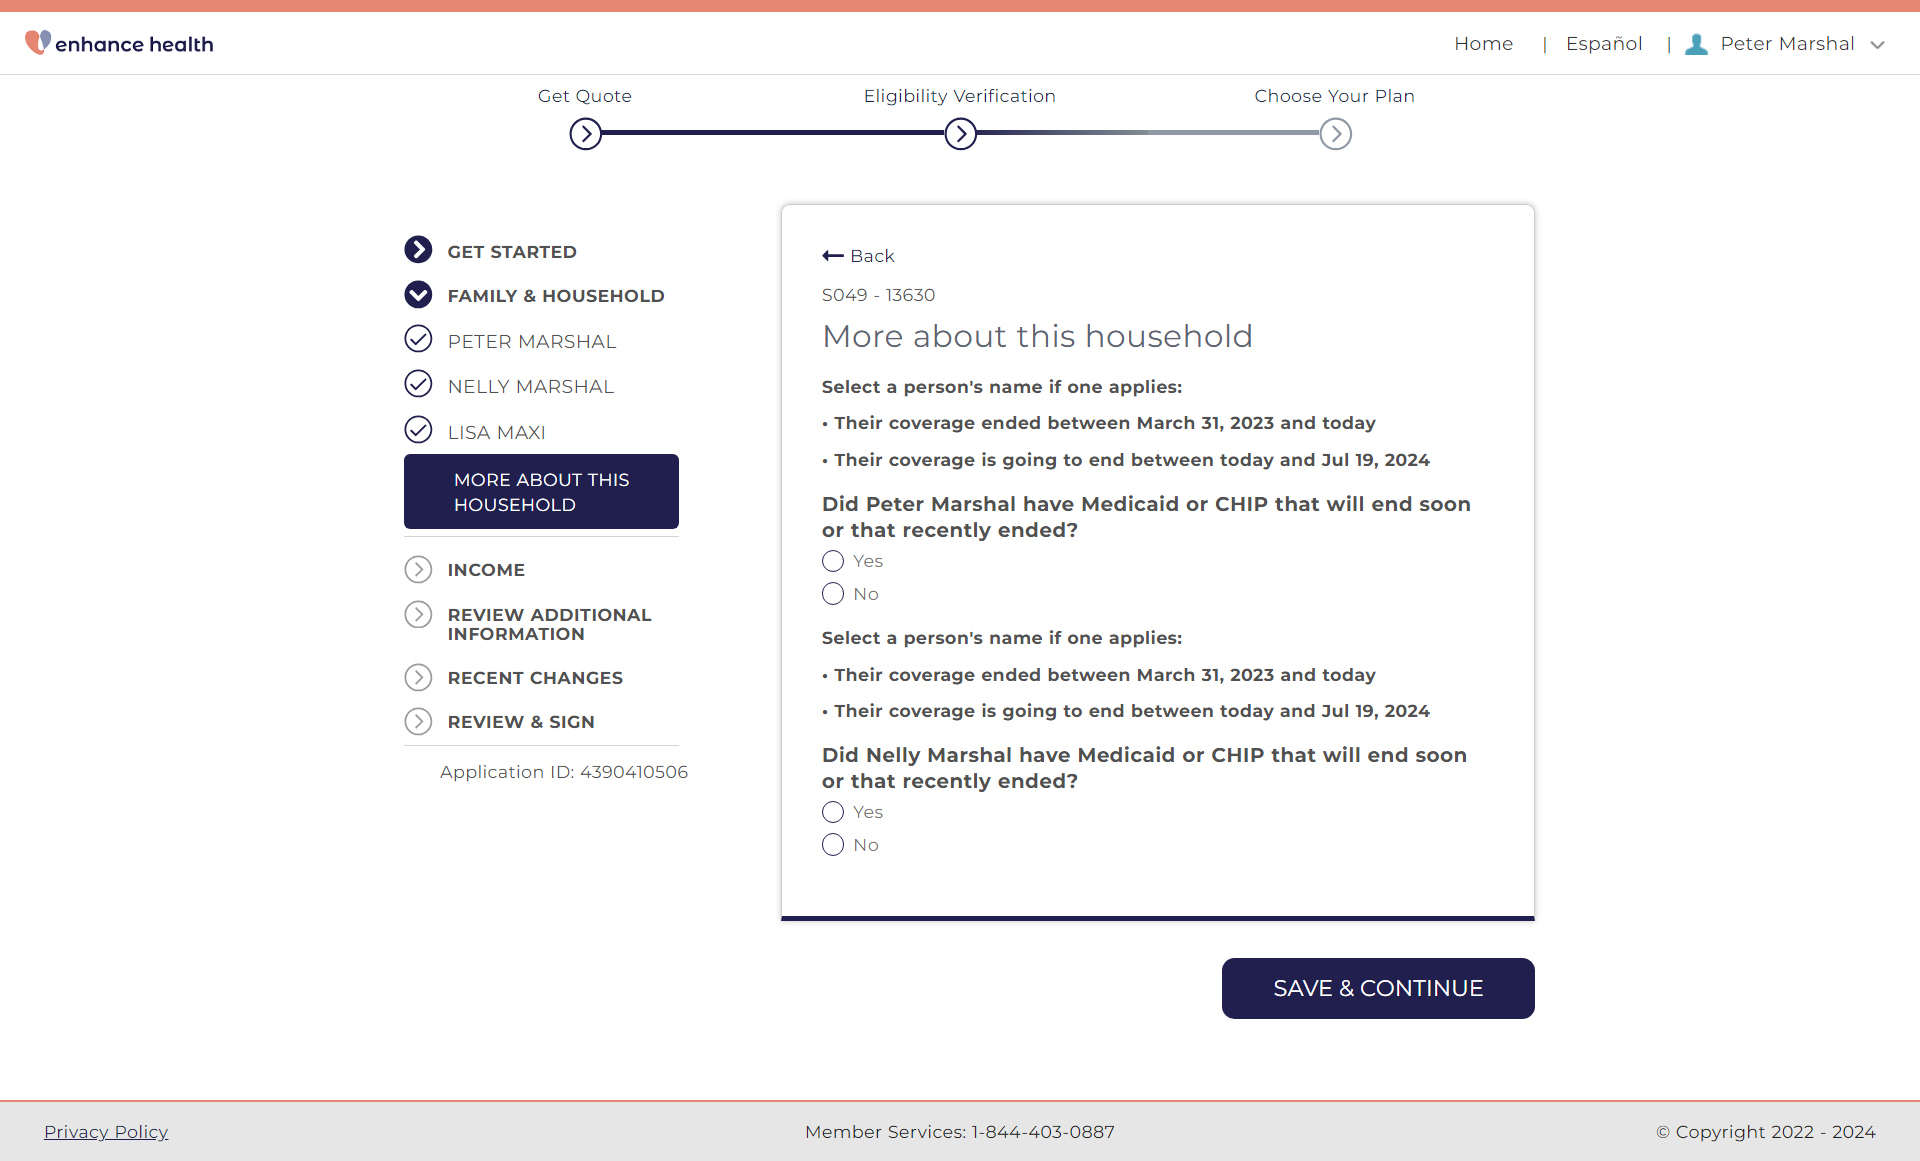 enhance health
Home | Español | Peter Marshal
Get Quote
Eligibility Verification
Choose Your Plan
GET STARTED
FAMILY & HOUSEHOLD
PETER MARSHAL
NELLY MARSHAL
LISA MAXI
MORE ABOUT THIS
HOUSEHOLD
INCOME
REVIEW ADDITIONAL
INFORMATION
RECENT CHANGES
REVIEW & SIGN
Application ID: 4390410506
Back
S049 - 13630
More about this household
Select a person's name if one applies:
• Their coverage ended between March 31, 2023 and today
• Their coverage is going to end between today and Jul 19, 2024
Did Peter Marshal have Medicaid or CHIP that will end soon
or that recently ended?
Yes
No
Select a person's name if one applies:
• Their coverage ended between March 31, 2023 and today
• Their coverage is going to end between today and Jul 19, 2024
Did Nelly Marshal have Medicaid or CHIP that will end soon
or that recently ended?
Yes
No
SAVE & CONTINUE
Privacy Policy
Member Services: 1-844-403-0887
© Copyright 2022 - 2024